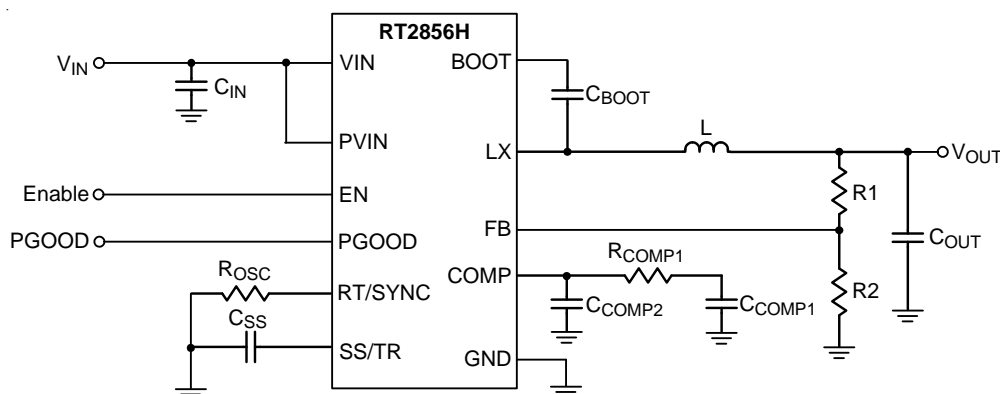 RT2856H
VIN
VIN
CIN
PVIN
Enable
EN
PGOOD
PGOOD
ROSC
RT/SYNC
CSS
SS/TR
BOOT
CBOOT
LX
L
VOUT
R1
FB
COUT
RCOMP1
COMP
R2
CCOMP2
CCOMP1
GND